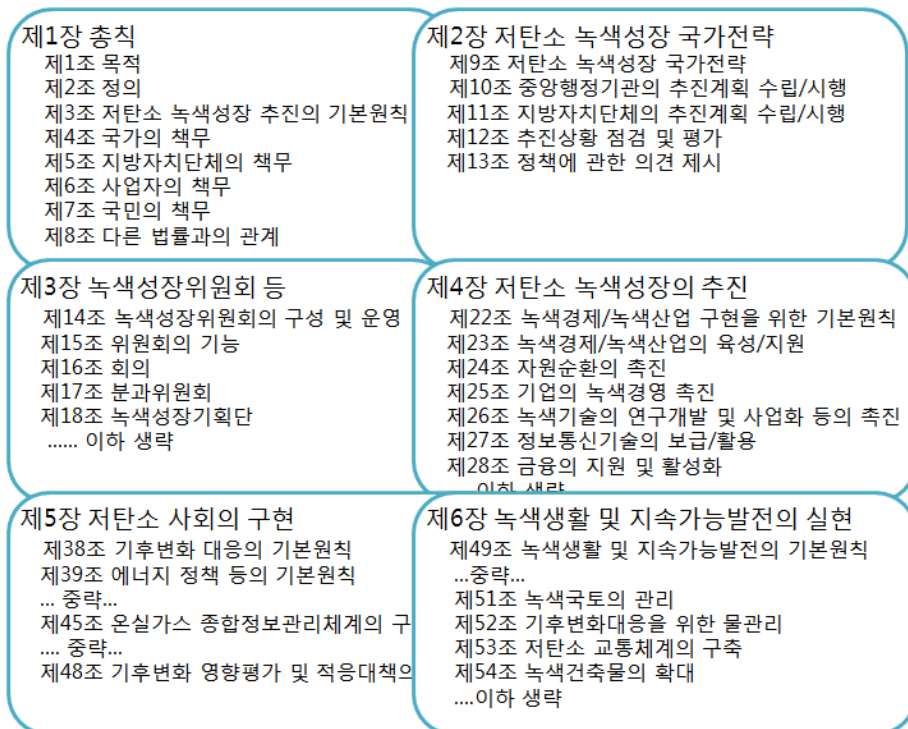 제1장 총칙
제1조 목적
제2조 정의
제3조 저탄소 녹색성장 추진의 기본원칙
제4조 국가의 책무
제5조 지방자치단체의 책무
제6조 사업자의 책무
제7조 국민의 책무
제8조 다른 법률과의 관계
제2장 저탄소 녹색성장 국가전략
제9조 저탄소 녹색성장 국가전략
제10조 중앙행정기관의 추진계획 수립/시행
제11조 지방자치단체의 추진계획 수립/시행
제12조 추진상황 점검 및 평가
제13조 정책에 관한 의견 제시
제3장 녹색성장위원회 등
제14조 녹색성장위원회의 구성 및 운영
제15조 위원회의 기능
제16조 회의
제17조 분과위원회
제18조 녹색성장기획단
...... 이하 생략
제4장 저탄소 녹색성장의 추진
제22조 녹색경제/녹색산업 구현을 위한 기본원칙
제23조 녹색경제/녹색산업의 육성/지원
제24조 자원순환의 촉진
제25조 기업의 녹색경영 촉진
제26조 녹색기술의 연구개발 및 사업화 등의 촉진
제27조 정보통신기술의 보급/활용
제28조 금융의 지원 및 활성화
이하 생략
제5장 저탄소 사회의 구현
제38조 기후변화 대응의 기본원칙
제39조 에너지 정책 등의 기본원칙
... 중략...
제45조 온실가스 종합정보관리체계의 구
.... 중략...
제48조 기후변화 영향평가 및 적응대책의
제6장 녹색생활 및 지속가능발전의 실현
제49조 녹색생활 및 지속가능발전의 기본원칙
...중략...
제51조 녹색국토의 관리
제52조 기후변화대응을 위한 물관리
제53조 저탄소 교통체계의 구축
제54조 녹색건축물의 확대
....이하 생략